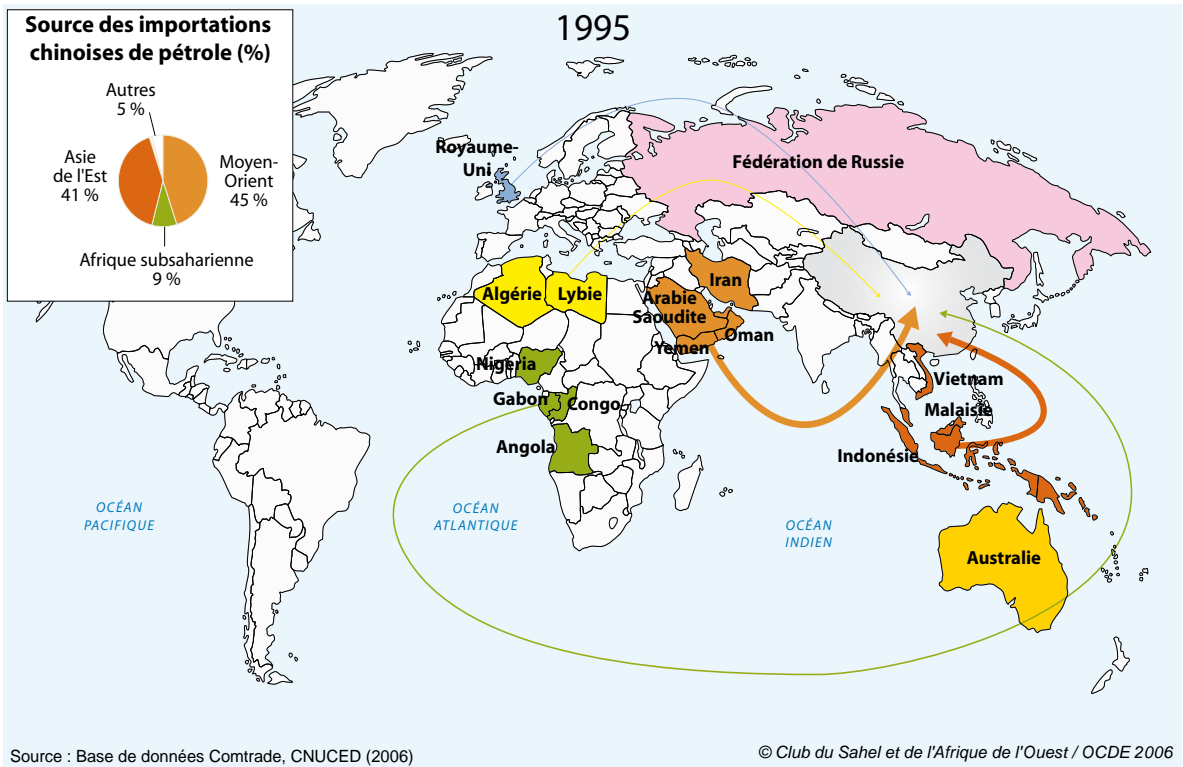 1995
Source des importations
chinoises de pétrole (%)
Autres
5 %
Asie
de l'Est
41 %
Moyen-
Orient
45 %
Afrique subsaharienne
9 %
Royaume-
Uni
Fédération de Russie
Algérie
Lybie
Iran
Arabie
Saoudite
Oman
Yemen
Nigeria
Gabon
Congo
Angola
Vietnam
Malaisie
Indonésie
Australie
OCÉAN
PACIFIQUE
OCÉAN
ATLANTIQUE
OCÉAN
INDIEN
Source : Base de données Comtrade, CNUCED (2006)
© Club du Sahel et de l'Afrique de l'Ouest / OCDE 2006